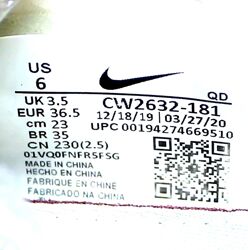 US
6
QD
UK 3.5
EUR 36.5
cm 23
BR 35
CN 230(2.5)
CW2632-181
12/18/19 | 03/27/20
UPC 00194274669510
01VQ0FNFR5FSG
MADE IN CHINA
HECHO EN CHINA
FABRIQUE EN CHINE
FABRICADO NA CHINA